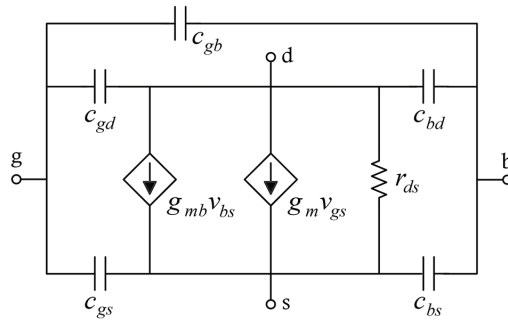 c_gb
d
c_gd
c_bd
g
b
g_mb v_bs
g_m v_gs
r_ds
c_gs
s
c_bs